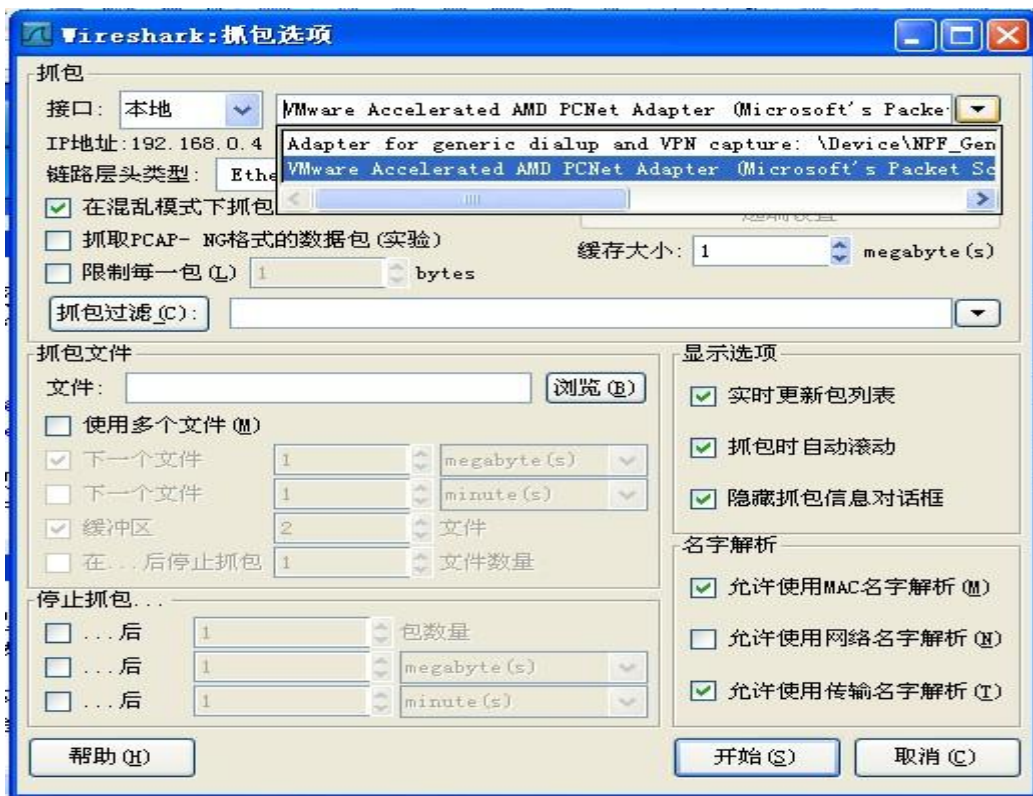 Wireshark:抓包选项
抓包
接口: 本地 VMware Accelerated AMD PCNet Adapter (Microsoft's Packe
IP地址:192.168.0.4 Adapter for generic dialup and VPN capture: \Device\NPF_Gen
链路层头类型: Ethe VMware Accelerated AMD PCNet Adapter (Microsoft's Packet Sc
在混乱模式下抓包
抓取PCAP- NG格式的数据包(实验) 缓存大小: 1 megabyte(s)
限制每一包(L) 1 bytes
抓包过滤(C):
抓包文件
文件: 浏览(B)
使用多个文件(M)
下一个文件 1 megabyte(s)
下一个文件 1 minute(s)
缓冲区 2 文件
在...后停止抓包 1 文件数量
停止抓包...
...后 1 包数量
...后 1 megabyte(s)
...后 1 minute(s)
显示选项
实时更新包列表
抓包时自动滚动
隐藏抓包信息对话框
名字解析
允许使用MAC名字解析(M)
允许使用网络名字解析(N)
允许使用传输名字解析(T)
帮助(H) 开始(S) 取消(C)